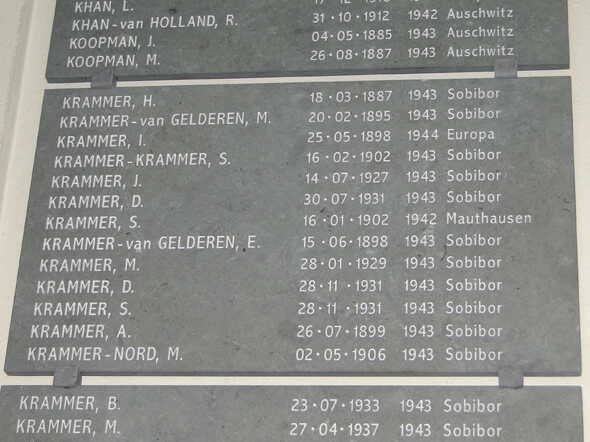 KHAN, L.
KHAN-van HOLLAND, R. 31·10·1912 1942 Auschwitz
KOOPMAN, J. 04·05·1885 1943 Auschwitz
KOOPMAN, M. 26·08·1887 1943 Auschwitz
KRAMMER, H. 18·03·1887 1943 Sobibor
KRAMMER-van GELDEREN, M. 20·02·1895 1943 Sobibor
KRAMMER, I. 25·05·1898 1944 Europa
KRAMMER-KRAMMER, S. 16·02·1902 1943 Sobibor
KRAMMER, J. 14·07·1927 1943 Sobibor
KRAMMER, D. 30·07·1931 1943 Sobibor
KRAMMER, S. 16·01·1902 1942 Mauthausen
KRAMMER-van GELDEREN, E. 15·06·1898 1943 Sobibor
KRAMMER, M. 28·01·1929 1943 Sobibor
KRAMMER, D. 28·11·1931 1943 Sobibor
KRAMMER, S. 28·11·1931 1943 Sobibor
KRAMMER, A. 26·07·1899 1943 Sobibor
KRAMMER-NORD, M. 02·05·1906 1943 Sobibor
KRAMMER, B. 23·07·1933 1943 Sobibor
KRAMMER, M. 27·04·1937 1943 Sobibor